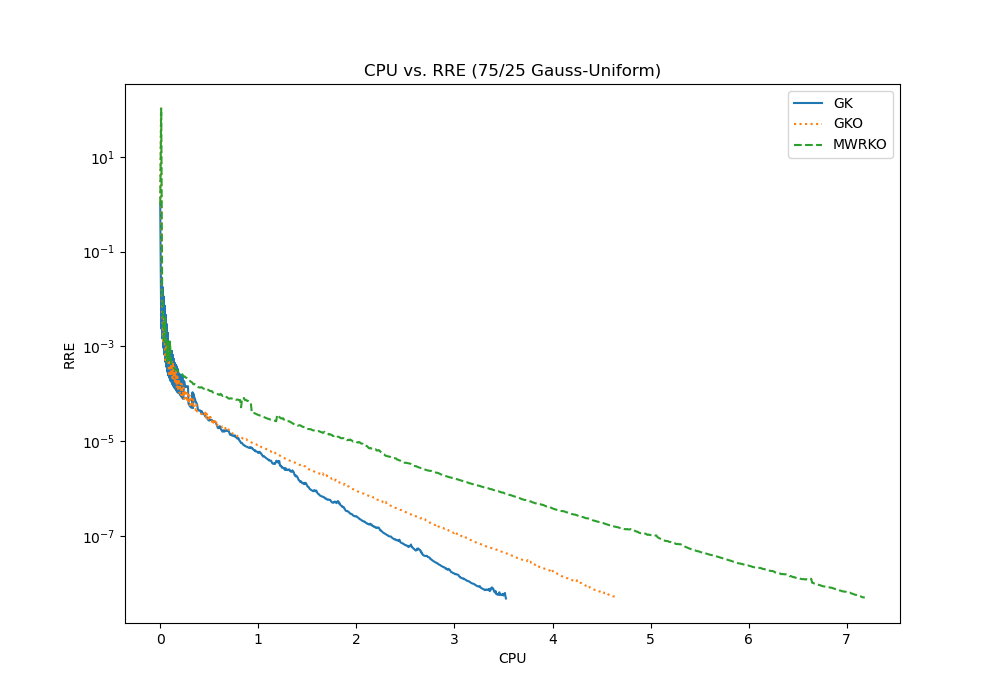 CPU vs. RRE (75/25 Gauss-Uniform)
GK
GKO
MWRKO
10^1
10^-1
10^-3
10^-5
10^-7
RRE
0 1 2 3 4 5 6 7
CPU